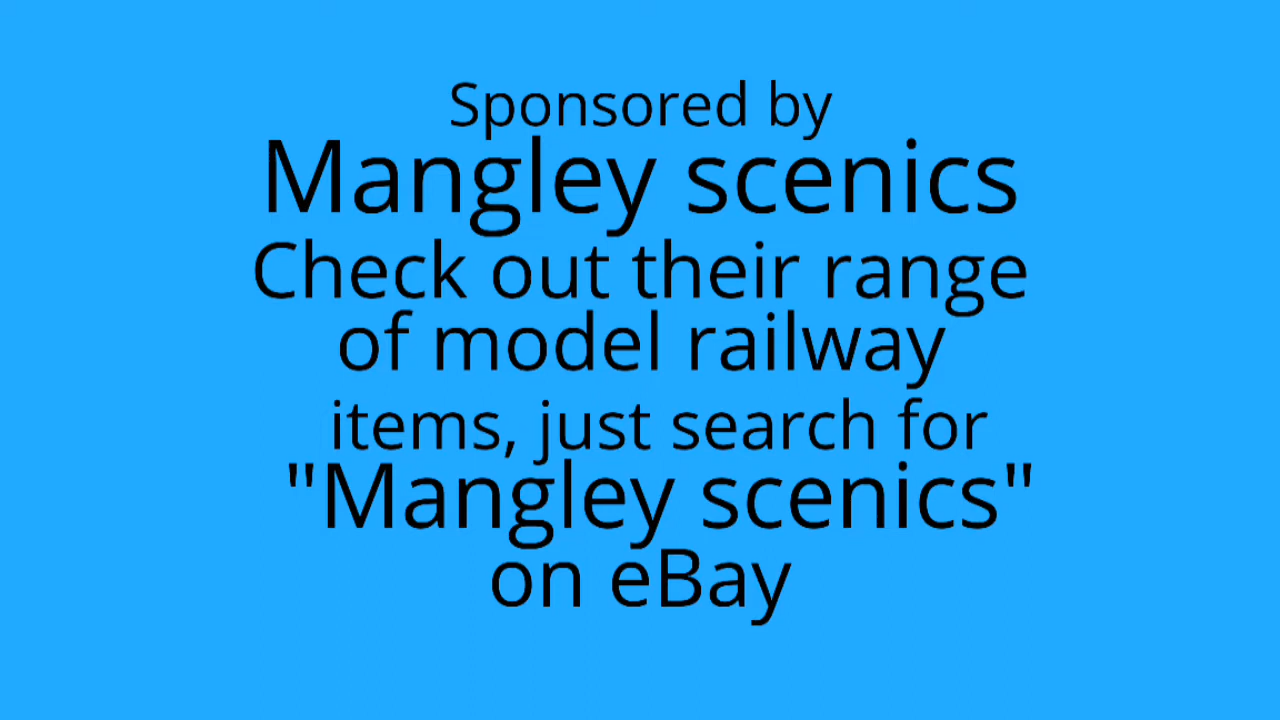 Sponsored by
Mangley scenics
Check out their range
of model railway
items, just search for
"Mangley scenics"
on eBay